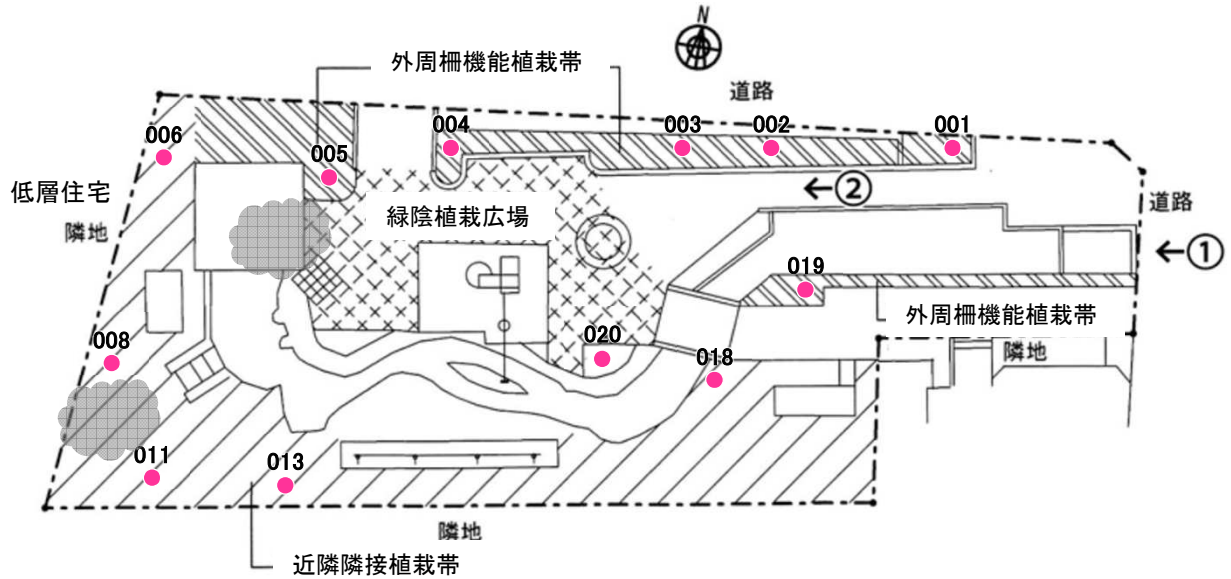 N
外周柵機能植栽帯
道路
006
004
003
002
001
005
低層住宅
隣地
緑陰植栽広場
←②
道路
←①
019
外周柵機能植栽帯
隣地
008
020
018
011
013
隣地
近隣隣接植栽帯